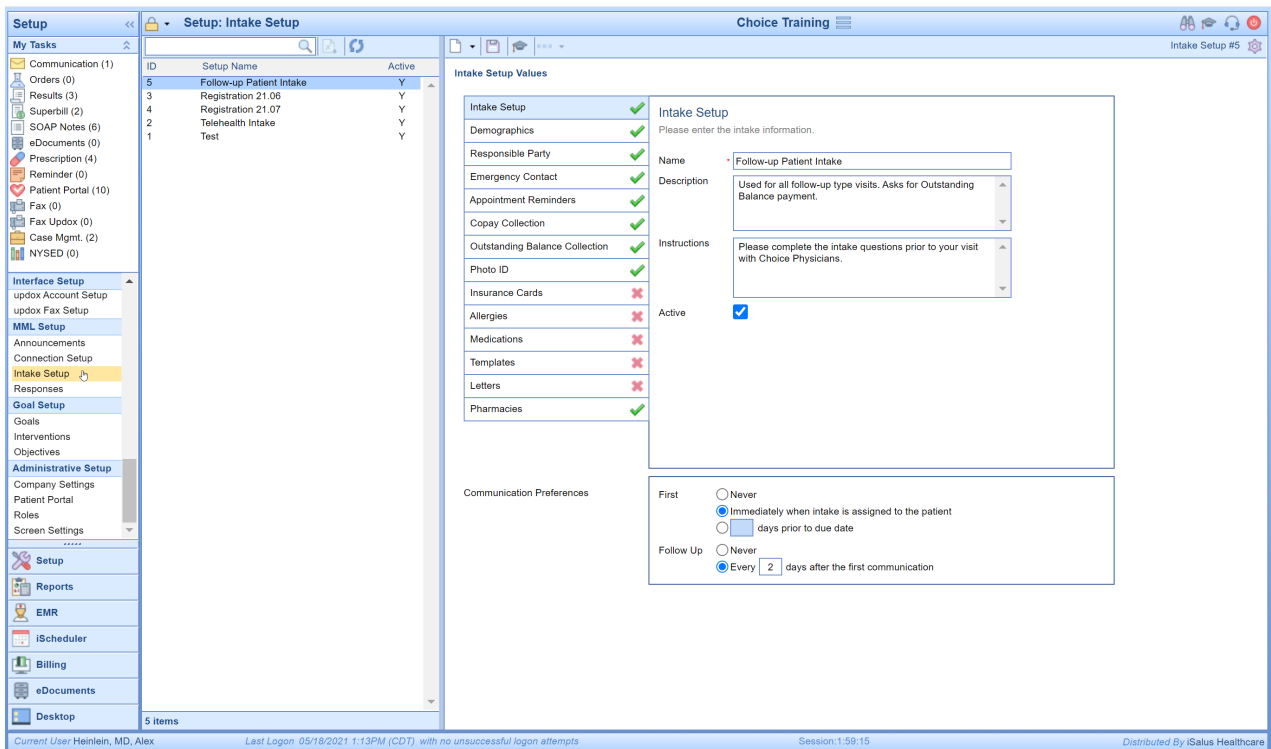 Setup
Setup: Intake Setup
Choice Training
My Tasks
Communication (1)
Orders (0)
Results (3)
Superbill (2)
SOAP Notes (6)
eDocuments (0)
Prescription (4)
Reminder (0)
Patient Portal (10)
Fax (0)
Fax Updox (0)
Case Mgmt. (2)
NYSED (0)
Interface Setup
updox Account Setup
updox Fax Setup
MML Setup
Announcements
Connection Setup
Intake Setup
Responses
Goal Setup
Goals
Interventions
Objectives
Administrative Setup
Company Settings
Patient Portal
Roles
Screen Settings
Setup
Reports
EMR
iScheduler
Billing
eDocuments
Desktop
ID Setup Name Active
5 Follow-up Patient Intake Y
3 Registration 21.06 Y
4 Registration 21.07 Y
2 Telehealth Intake Y
1 Test Y
5 items
Intake Setup #5
Intake Setup Values
Intake Setup
Demographics
Responsible Party
Emergency Contact
Appointment Reminders
Copay Collection
Outstanding Balance Collection
Photo ID
Insurance Cards
Allergies
Medications
Templates
Letters
Pharmacies
Intake Setup
Please enter the intake information.
Name * Follow-up Patient Intake
Description Used for all follow-up type visits. Asks for Outstanding
Balance payment.
Instructions Please complete the intake questions prior to your visit
with Choice Physicians.
Active
Communication Preferences
First Never
Immediately when intake is assigned to the patient
days prior to due date
Follow Up Never
Every 2 days after the first communication
Current User Heinlein, MD, Alex Last Logon 05/18/2021 1:13PM (CDT) with no unsuccessful logon attempts Session:1:59:15 Distributed By iSalus Healthcare